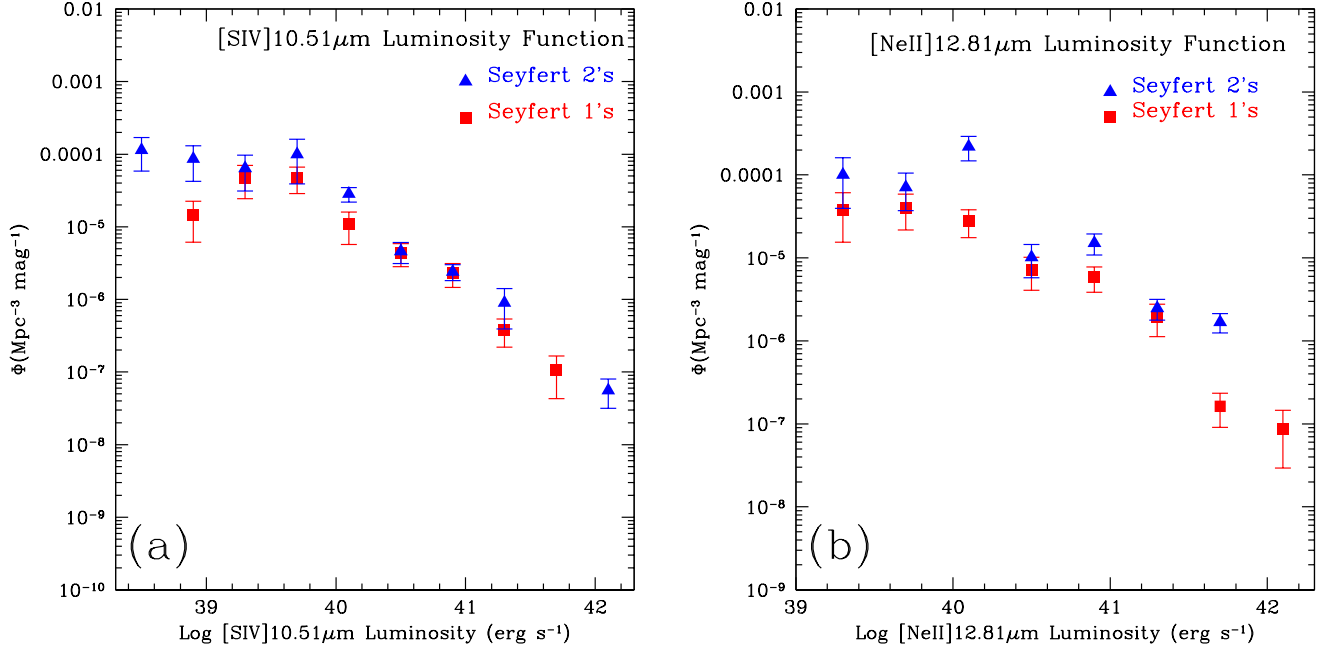 [SIV]10.51μm Luminosity Function
Seyfert 2's
Seyfert 1's
0.01
0.001
0.0001
10⁻⁵
10⁻⁶
10⁻⁷
10⁻⁸
10⁻⁹
10⁻¹⁰
Φ(Mpc⁻³ mag⁻¹)
(a)
39 40 41 42
Log [SIV]10.51μm Luminosity (erg s⁻¹)
[NeII]12.81μm Luminosity Function
Seyfert 2's
Seyfert 1's
0.01
0.001
0.0001
10⁻⁵
10⁻⁶
10⁻⁷
10⁻⁸
10⁻⁹
Φ(Mpc⁻³ mag⁻¹)
(b)
39 40 41 42
Log [NeII]12.81μm Luminosity (erg s⁻¹)